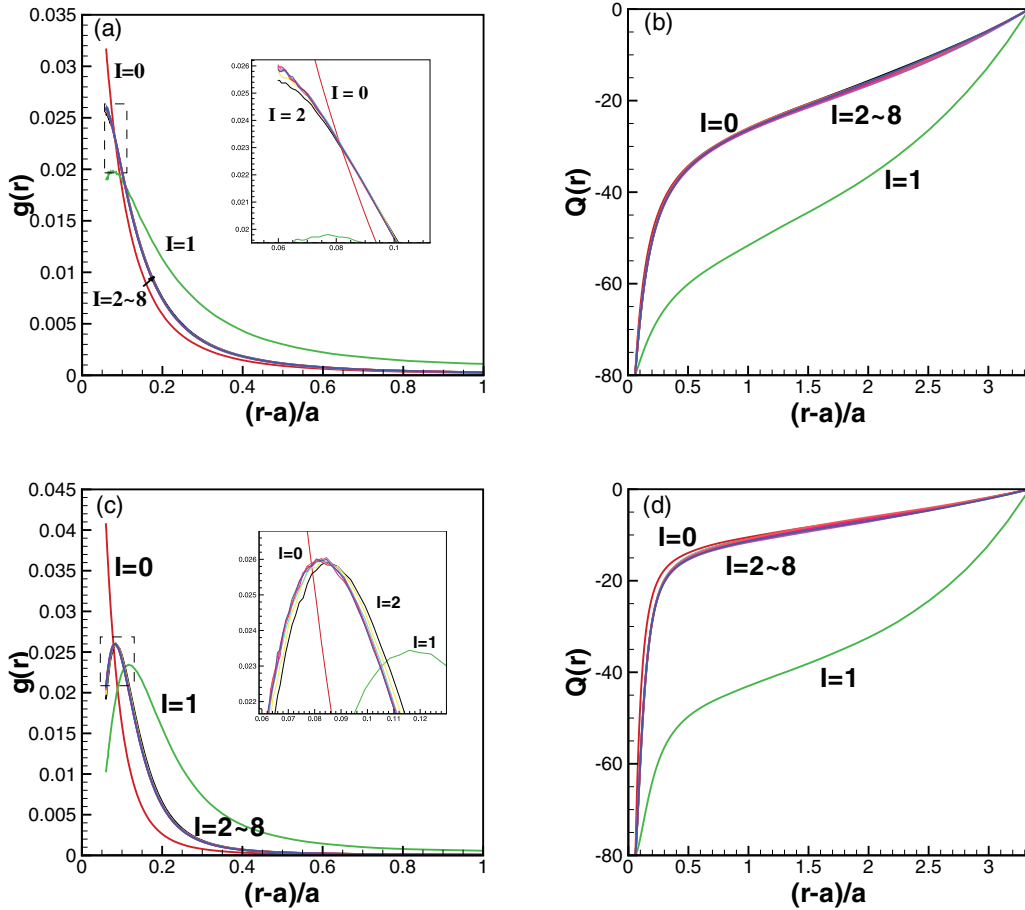 (a)
0.035
0.03
0.025
0.02
0.015
0.01
0.005
0
g(r)
I=0
I=1
I=2~8
0.026
0.025
0.024
0.023
0.022
0.021
0.02
I = 0
I = 2
0.06
0.08
0.1
0 0.2 0.4 0.6 0.8 1
(r-a)/a
(b)
0
-20
-40
-60
-80
Q(r)
I=0
I=2~8
I=1
0 0.5 1 1.5 2 2.5 3
(r-a)/a
(c)
0.045
0.04
0.035
0.03
0.025
0.02
0.015
0.01
0.005
0
g(r)
I=0
I=1
I=2~8
0.026
0.025
0.024
0.023
0.022
I=0
I=2
I=1
0.06 0.07 0.08 0.09 0.1 0.11 0.12
0 0.2 0.4 0.6 0.8 1
(r-a)/a
(d)
0
-20
-40
-60
-80
Q(r)
I=0
I=2~8
I=1
0 0.5 1 1.5 2 2.5 3
(r-a)/a